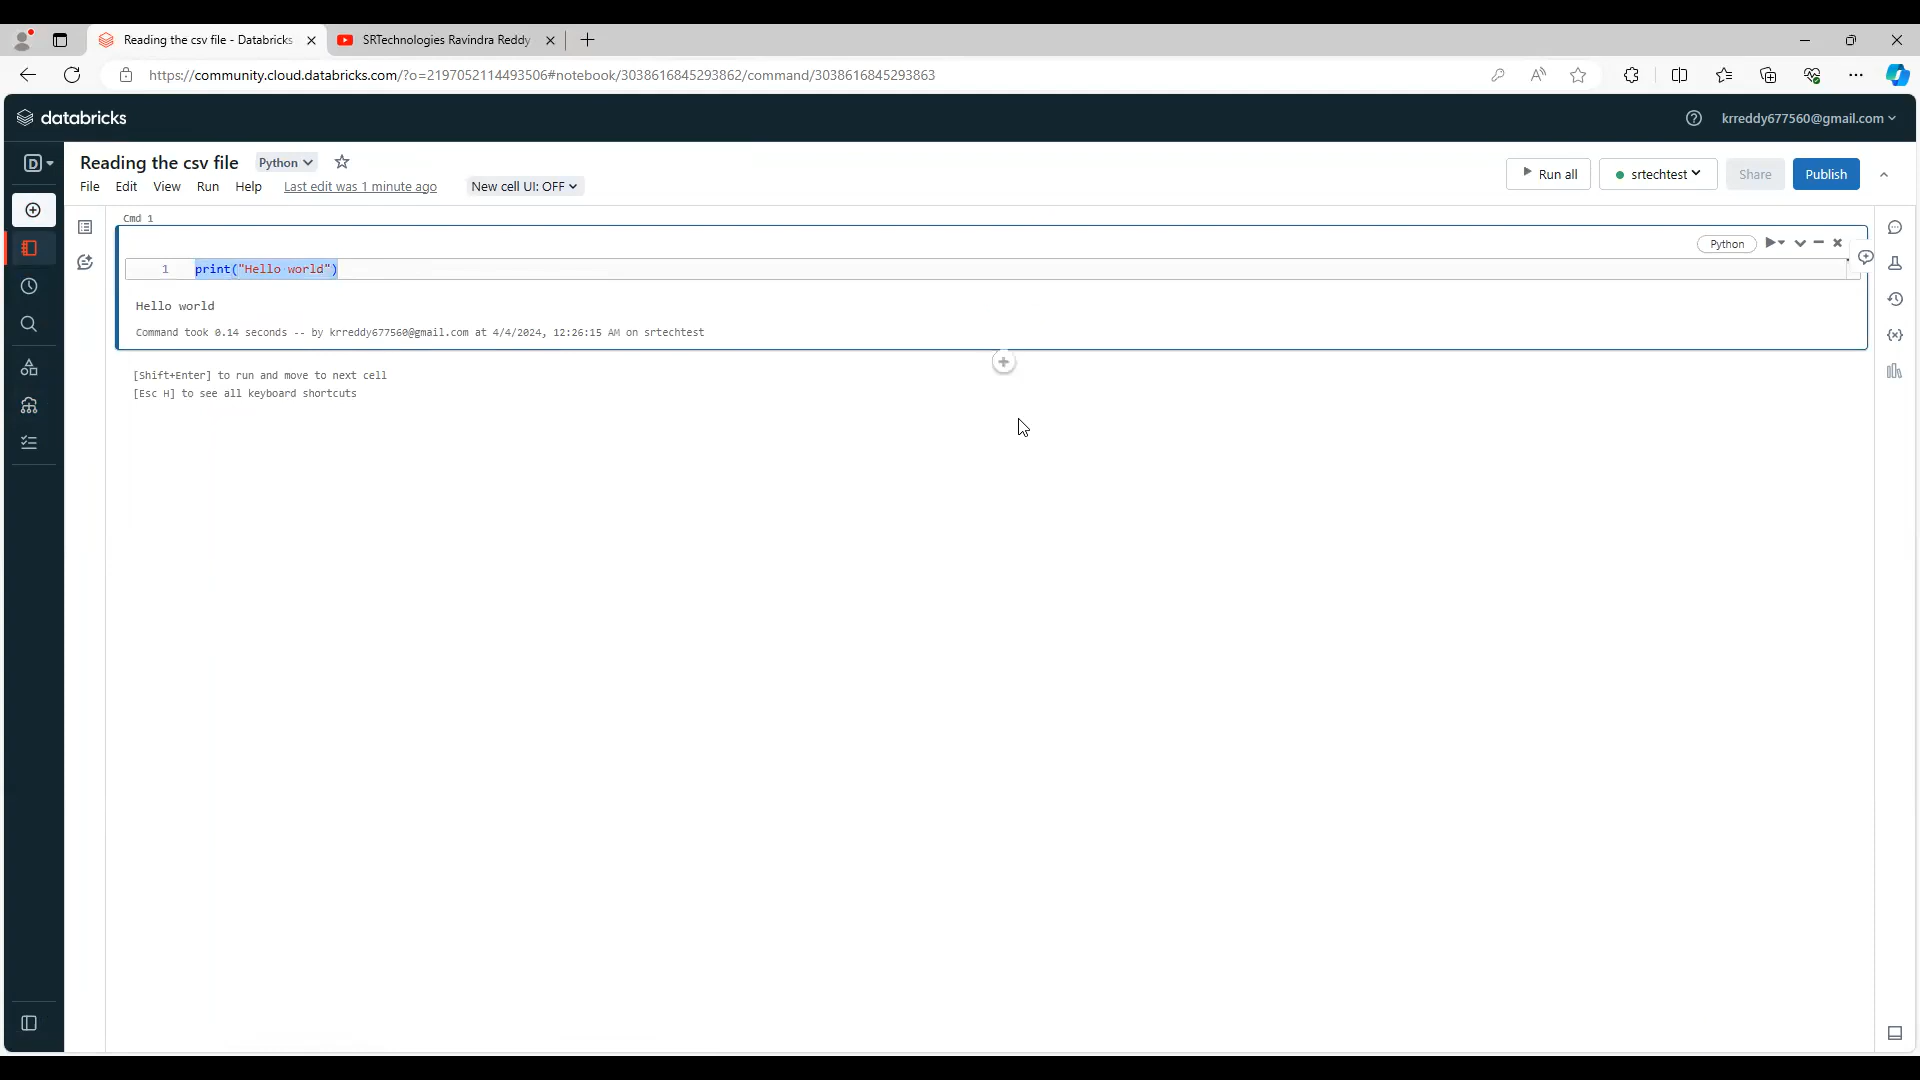 Reading the csv file - Databricks
SRTechnologies Ravindra Reddy
https://community.cloud.databricks.com/?o=2197052114493506#notebook/3038616845293862/command/3038616845293863
databricks
krreddy677560@gmail.com
D
Reading the csv file
Python
Run all
srtechtest
Share
Publish
File Edit View Run Help Last edit was 1 minute ago New cell UI: OFF
Cmd 1
Python
1 print("Hello world")
Hello world
Command took 0.14 seconds -- by krreddy677560@gmail.com at 4/4/2024, 12:26:15 AM on srtechtest
[Shift+Enter] to run and move to next cell
[Esc H] to see all keyboard shortcuts